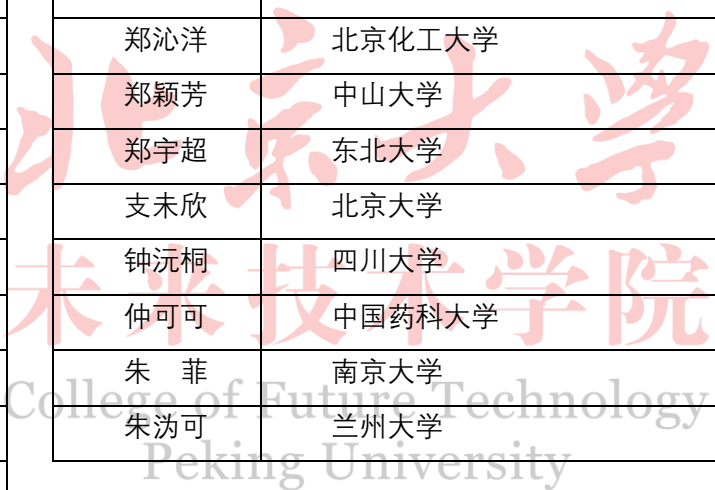 郑沁洋 北京化工大学
郑颖芳 中山大学
郑宇超 东北大学
支未欣 北京大学
钟沅桐 四川大学
仲可可 中国药科大学
朱　菲 南京大学
朱沩可 兰州大学
北京大学
未来技术学院
College of Future Technology
Peking University